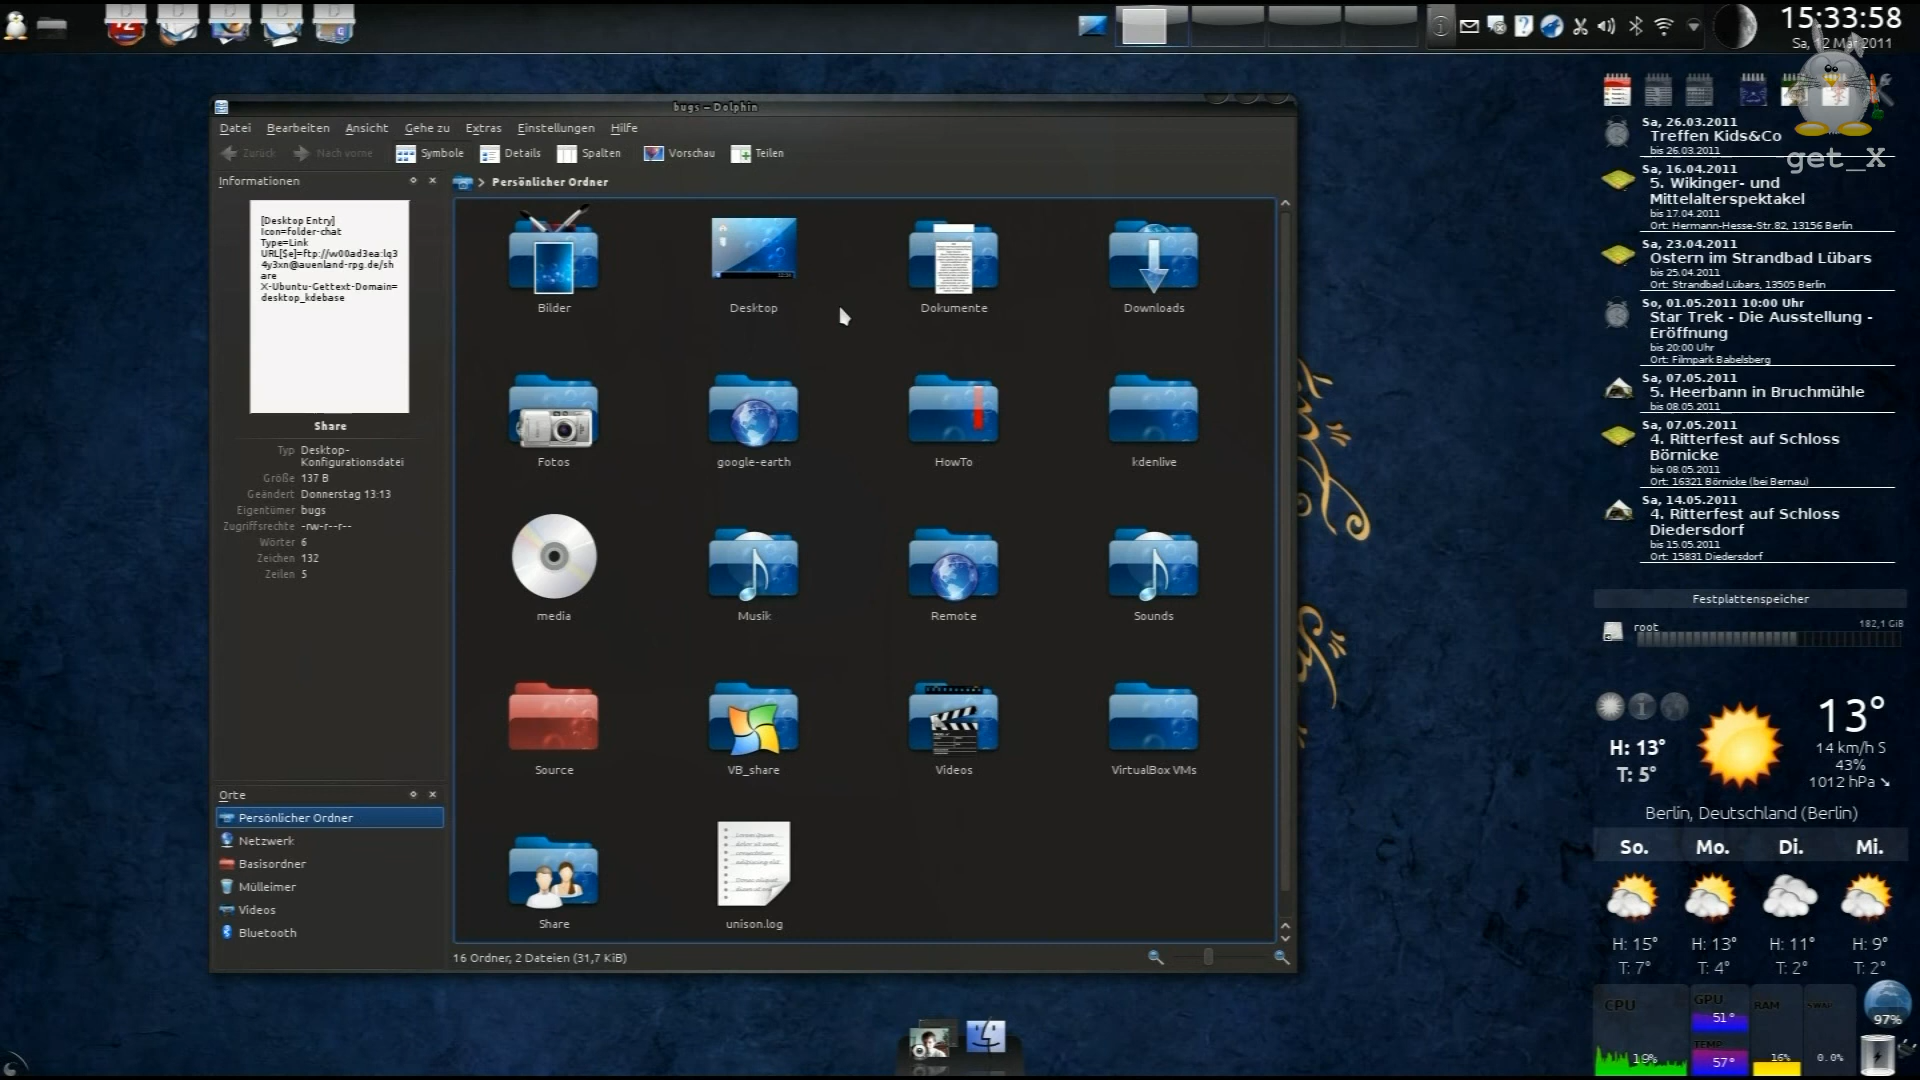 15:33:58
Sa, 12 Mär 2011
bugs – Dolphin
Datei Bearbeiten Ansicht Gehe zu Extras Einstellungen Hilfe
Zurück Nach vorne Symbole Details Spalten Vorschau Teilen
Informationen
Persönlicher Ordner
[Desktop Entry]
Icon=folder-chat
Type=Link
URL[$e]=ftp://w00ad3ea:lq3
4y3xn@auenland-rpg.de/sh
are
X-Ubuntu-Gettext-Domain=
desktop_kdebase
Share
Typ Desktop-
Konfigurationsdatei
Größe 137 B
Geändert Donnerstag 13:13
Eigentümer bugs
Zugriffsrechte -rw-r--r--
Wörter 6
Zeichen 132
Zeilen 5
Bilder Desktop Dokumente Downloads
Fotos google-earth HowTo kdenlive
media Musik Remote Sounds
Source VB_share Videos VirtualBox VMs
Share unison.log
Orte
Persönlicher Ordner
Netzwerk
Basisordner
Mülleimer
Videos
Bluetooth
16 Ordner, 2 Dateien (31,7 KiB)
get_X
Sa, 26.03.2011
Treffen Kids&Co
bis 26.03.2011
Sa, 16.04.2011
5. Wikinger- und
Mittelalterspektakel
bis 17.04.2011
Ort: Hermann-Hesse-Str.82, 13156 Berlin
Sa, 23.04.2011
Ostern im Strandbad Lübars
bis 25.04.2011
Ort: Strandbad Lübars, 13505 Berlin
So, 01.05.2011 10:00 Uhr
Star Trek - Die Ausstellung -
Eröffnung
bis 20:00 Uhr
Ort: Filmpark Babelsberg
Sa, 07.05.2011
5. Heerbann in Bruchmühle
bis 08.05.2011
Sa, 07.05.2011
4. Ritterfest auf Schloss
Börnicke
bis 08.05.2011
Ort: 16321 Börnicke (bei Bernau)
Sa, 14.05.2011
4. Ritterfest auf Schloss
Diedersdorf
bis 15.05.2011
Ort: 15831 Diedersdorf
Festplattenspeicher
root 182,1 GiB
13°
H: 13° 14 km/h S
43%
T: 5° 1012 hPa ↘
Berlin, Deutschland (Berlin)
So. Mo. Di. Mi.
H: 15° H: 13° H: 11° H: 9°
T: 7° T: 4° T: 2° T: 2°
CPU GPU RAM SWAP
51° 97%
TEMP
19% 57° 16% 0.0%